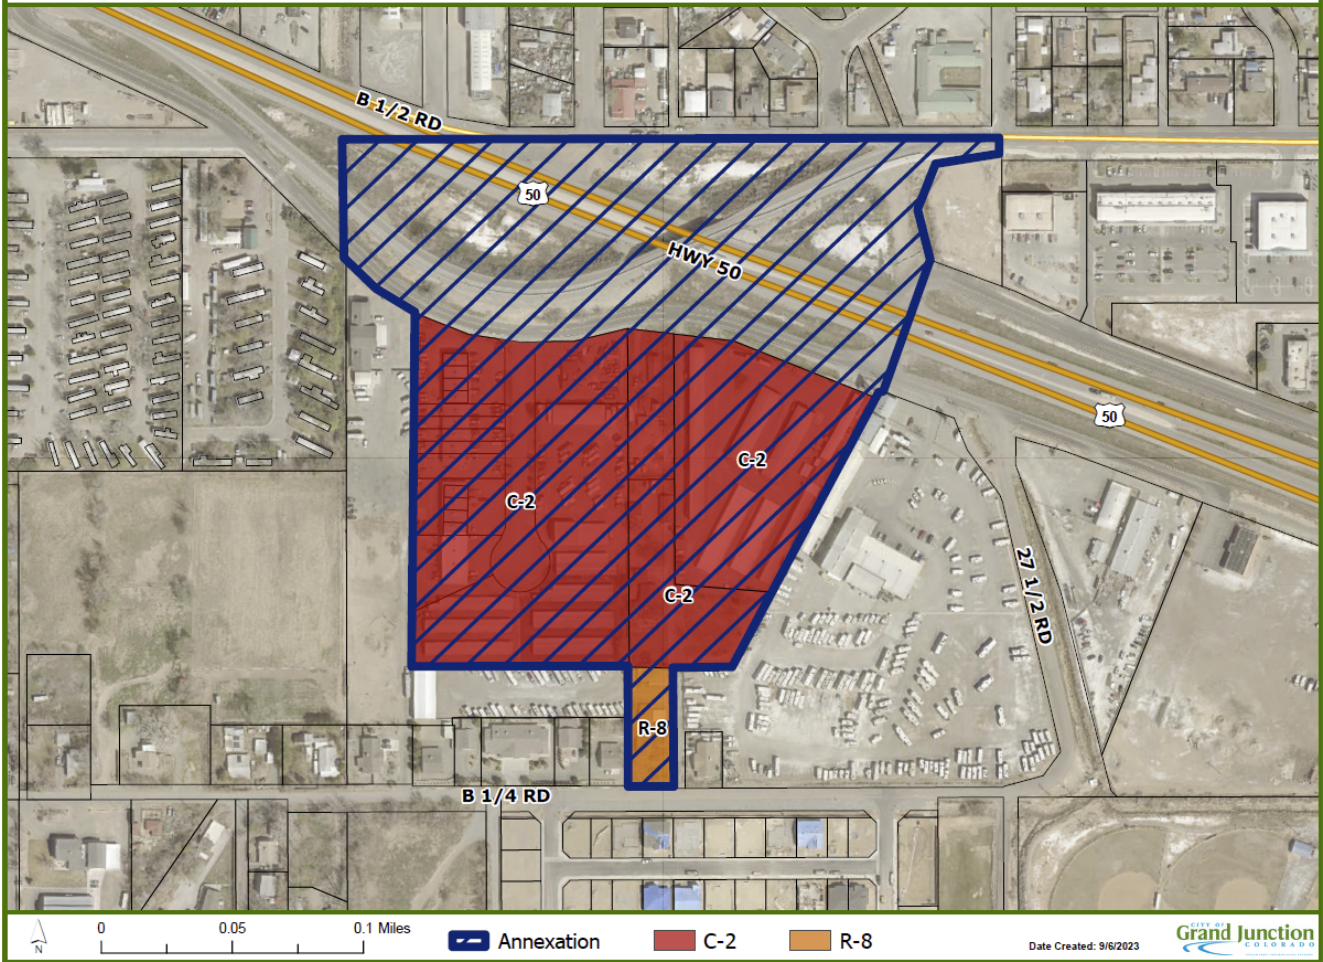 B 1/2 RD
50
HWY 50
50
C-2
C-2
27 1/2 RD
C-2
R-8
B 1/4 RD
N
0
0.05
0.1 Miles
Annexation
C-2
R-8
Date Created: 9/6/2023
CITY OF
Grand Junction
COLORADO